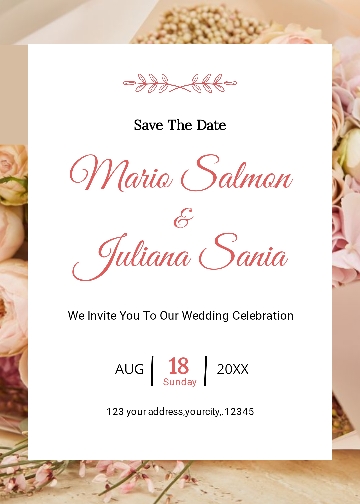 Save The Date
Mario Salmon
&
Juliana Sania
We Invite You To Our Wedding Celebration
AUG | 18 | 20XX
Sunday
123 your address,yourcity,.12345